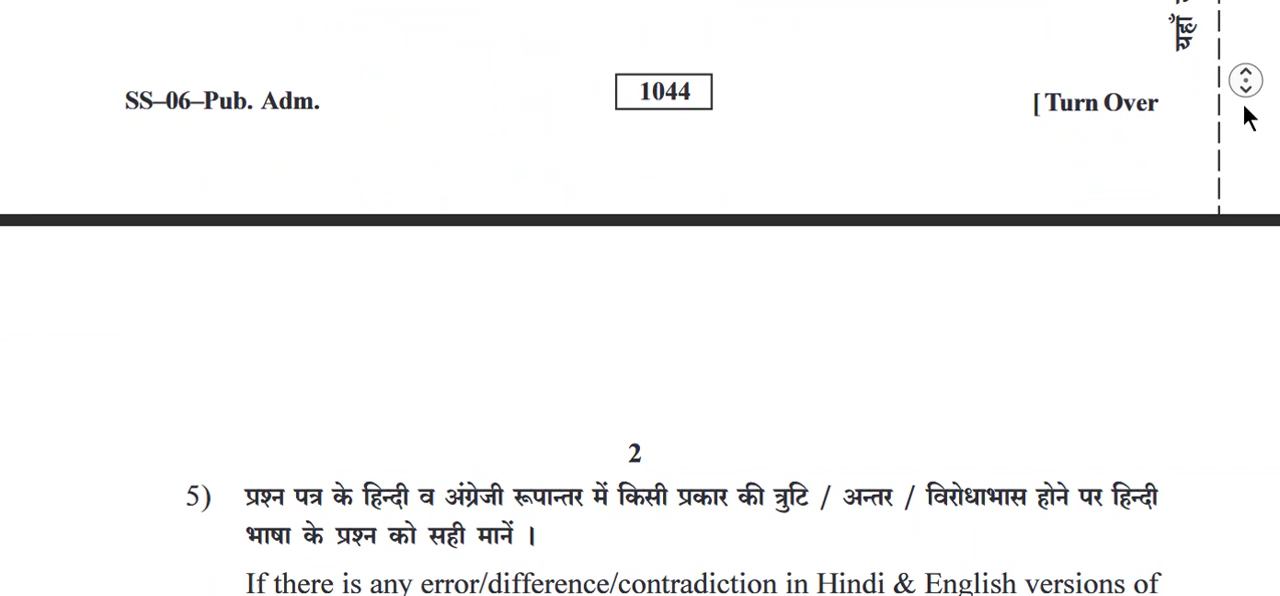 यहाँ
SS–06–Pub. Adm.
1044
[ Turn Over
2
5) प्रश्न पत्र के हिन्दी व अंग्रेजी रूपान्तर में किसी प्रकार की त्रुटि / अन्तर / विरोधाभास होने पर हिन्दी
भाषा के प्रश्न को सही मानें ।
If there is any error/difference/contradiction in Hindi & English versions of